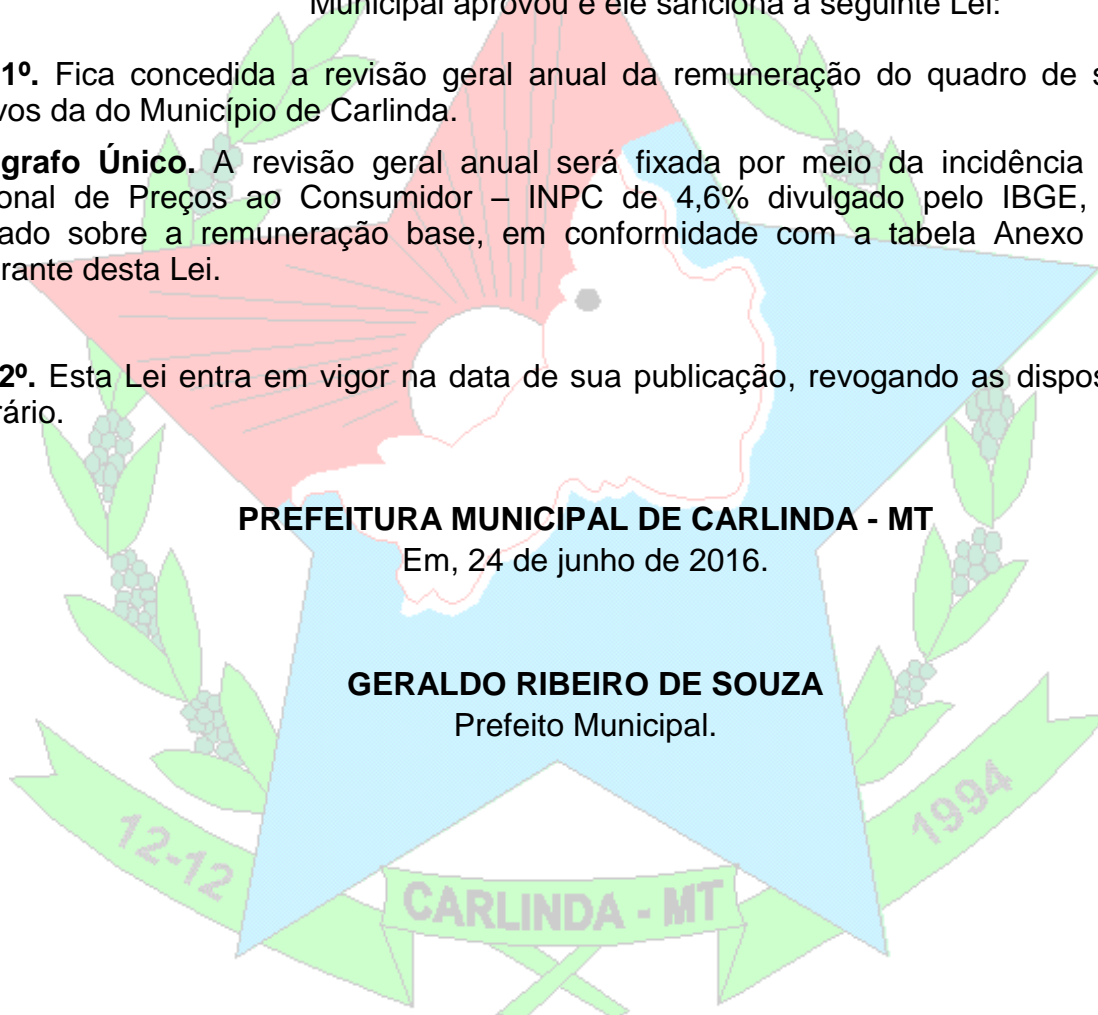 Municipal aprovou e ele sanciona a seguinte Lei:
1º. Fica concedida a revisão geral anual da remuneração do quadro de
vos da do Município de Carlinda.
grafo Único. A revisão geral anual será fixada por meio da incidência
onal de Preços ao Consumidor – INPC de 4,6% divulgado pelo IBGE,
ado sobre a remuneração base, em conformidade com a tabela Anexo
rante desta Lei.
2º. Esta Lei entra em vigor na data de sua publicação, revogando as dispos
rário.
PREFEITURA MUNICIPAL DE CARLINDA - MT
Em, 24 de junho de 2016.
GERALDO RIBEIRO DE SOUZA
Prefeito Municipal.
12-12
CARLINDA - MT
1994